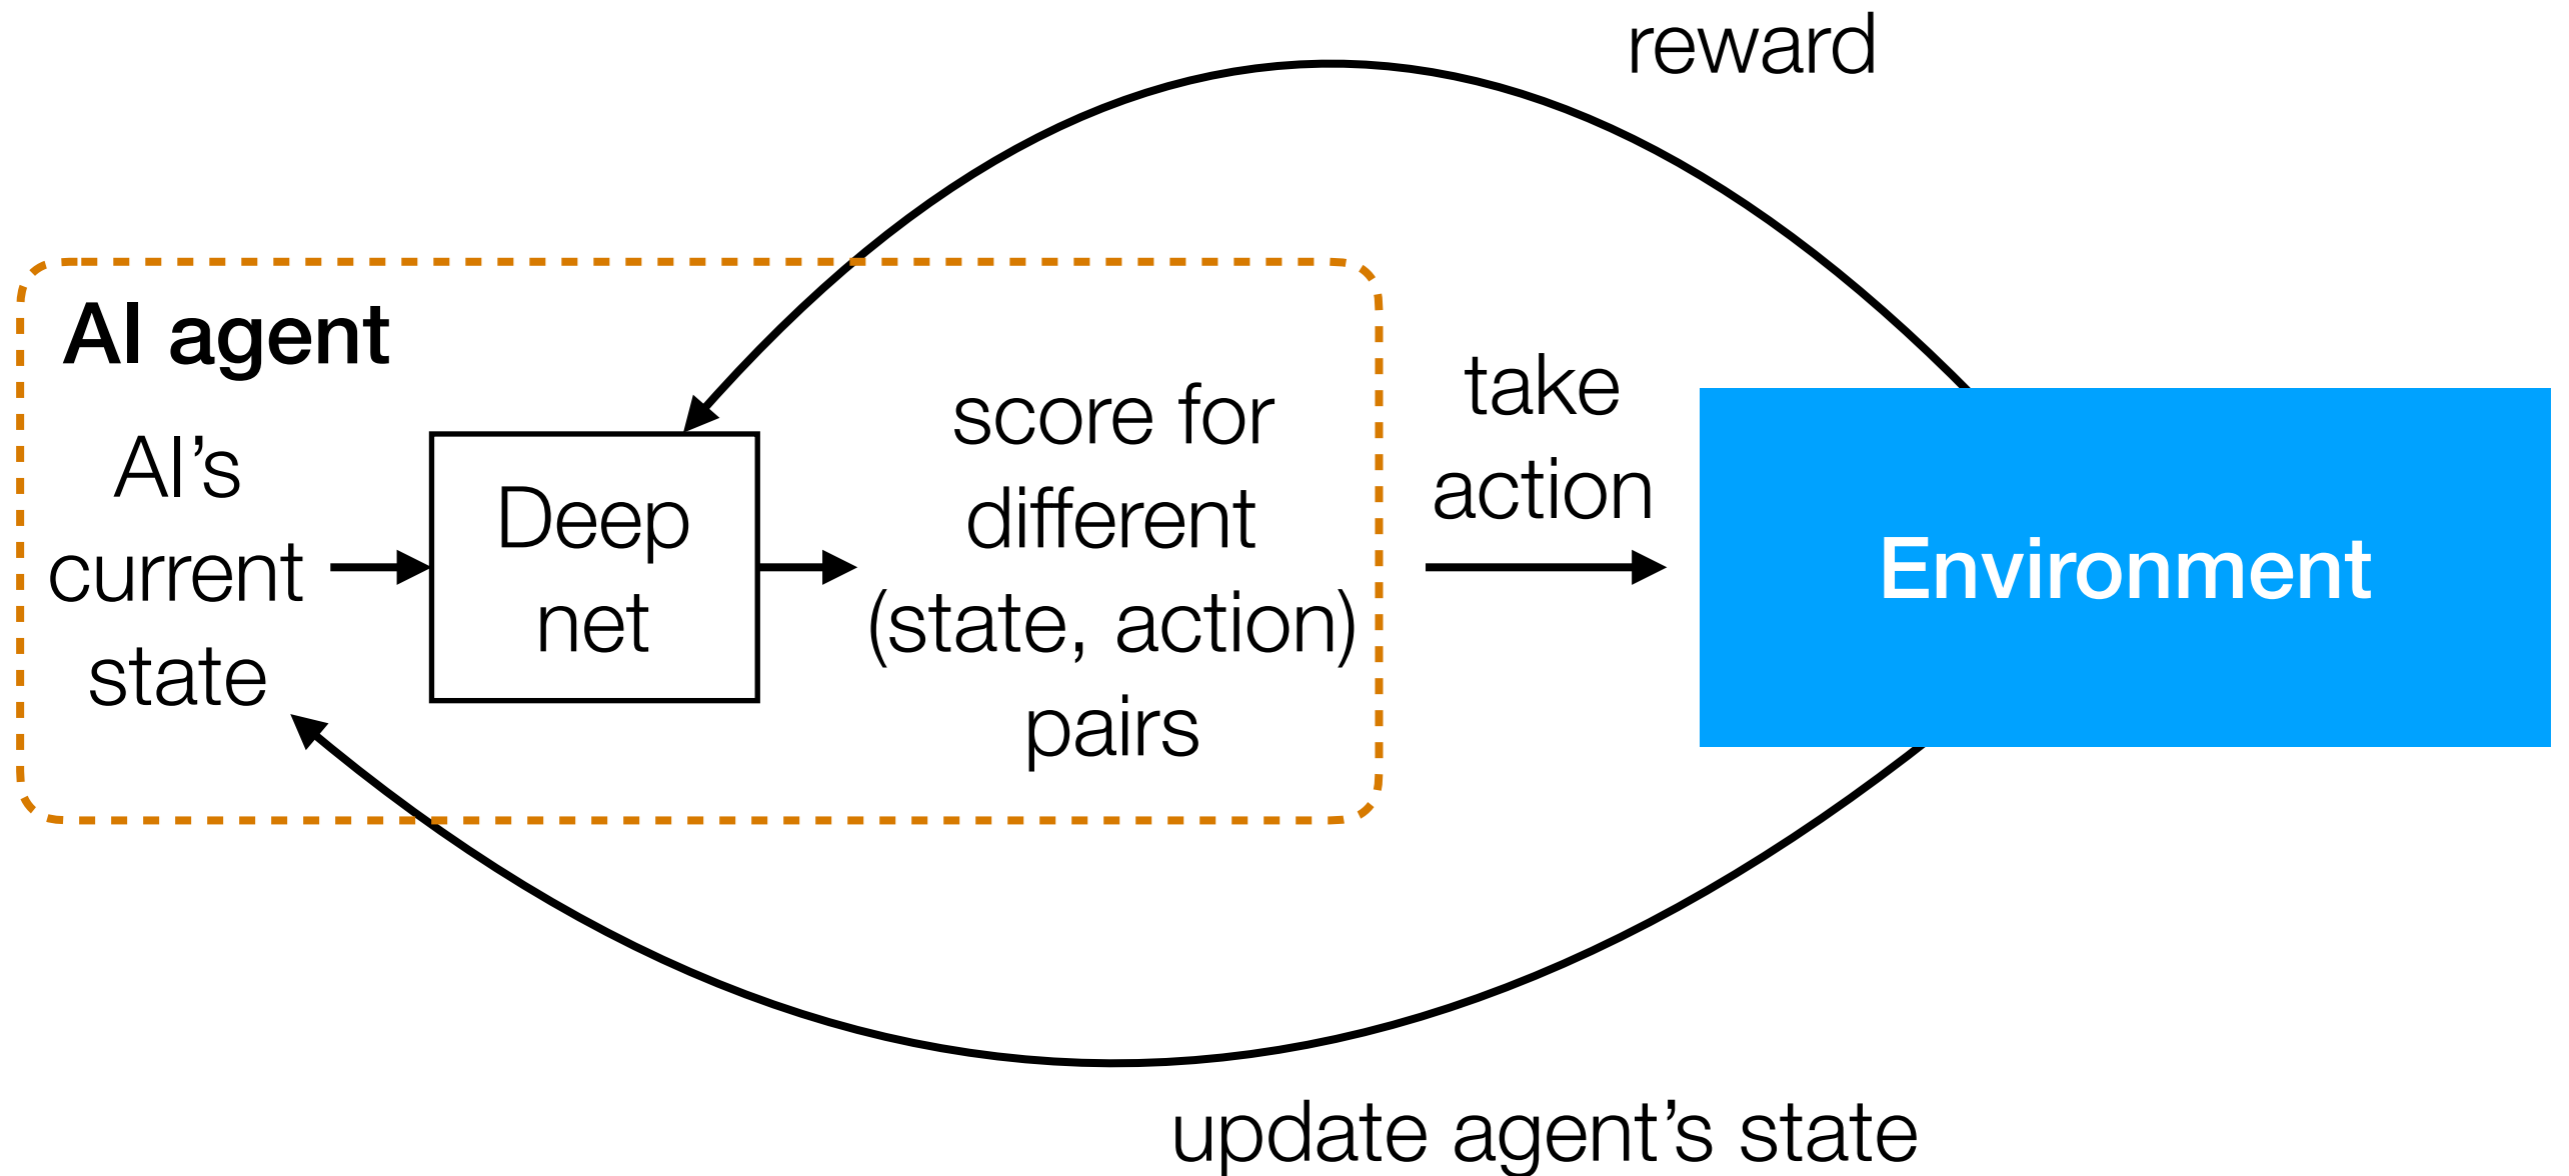 reward
AI agent
AI’s
current
state
Deep
net
score for
different
(state, action)
pairs
take
action
Environment
update agent’s state